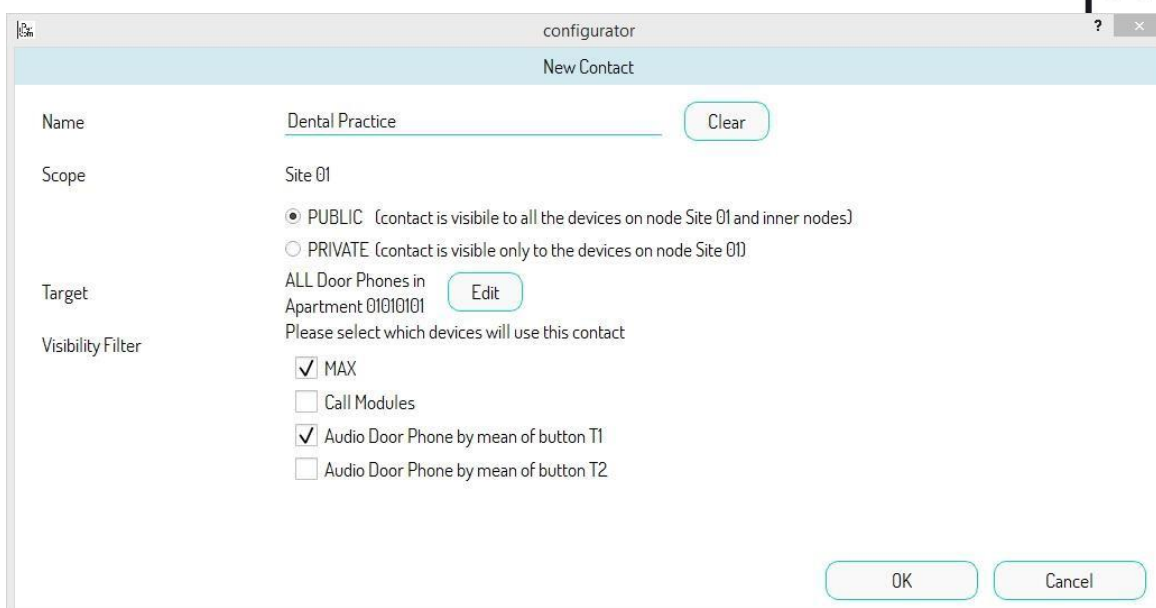 configurator
?
New Contact
Name Dental Practice Clear
Scope Site 01
PUBLIC (contact is visibile to all the devices on node Site 01 and inner nodes)
PRIVATE (contact is visible only to the devices on node Site 01)
Target ALL Door Phones in
Apartment 01010101 Edit
Please select which devices will use this contact
Visibility Filter
MAX
Call Modules
Audio Door Phone by mean of button T1
Audio Door Phone by mean of button T2
OK Cancel